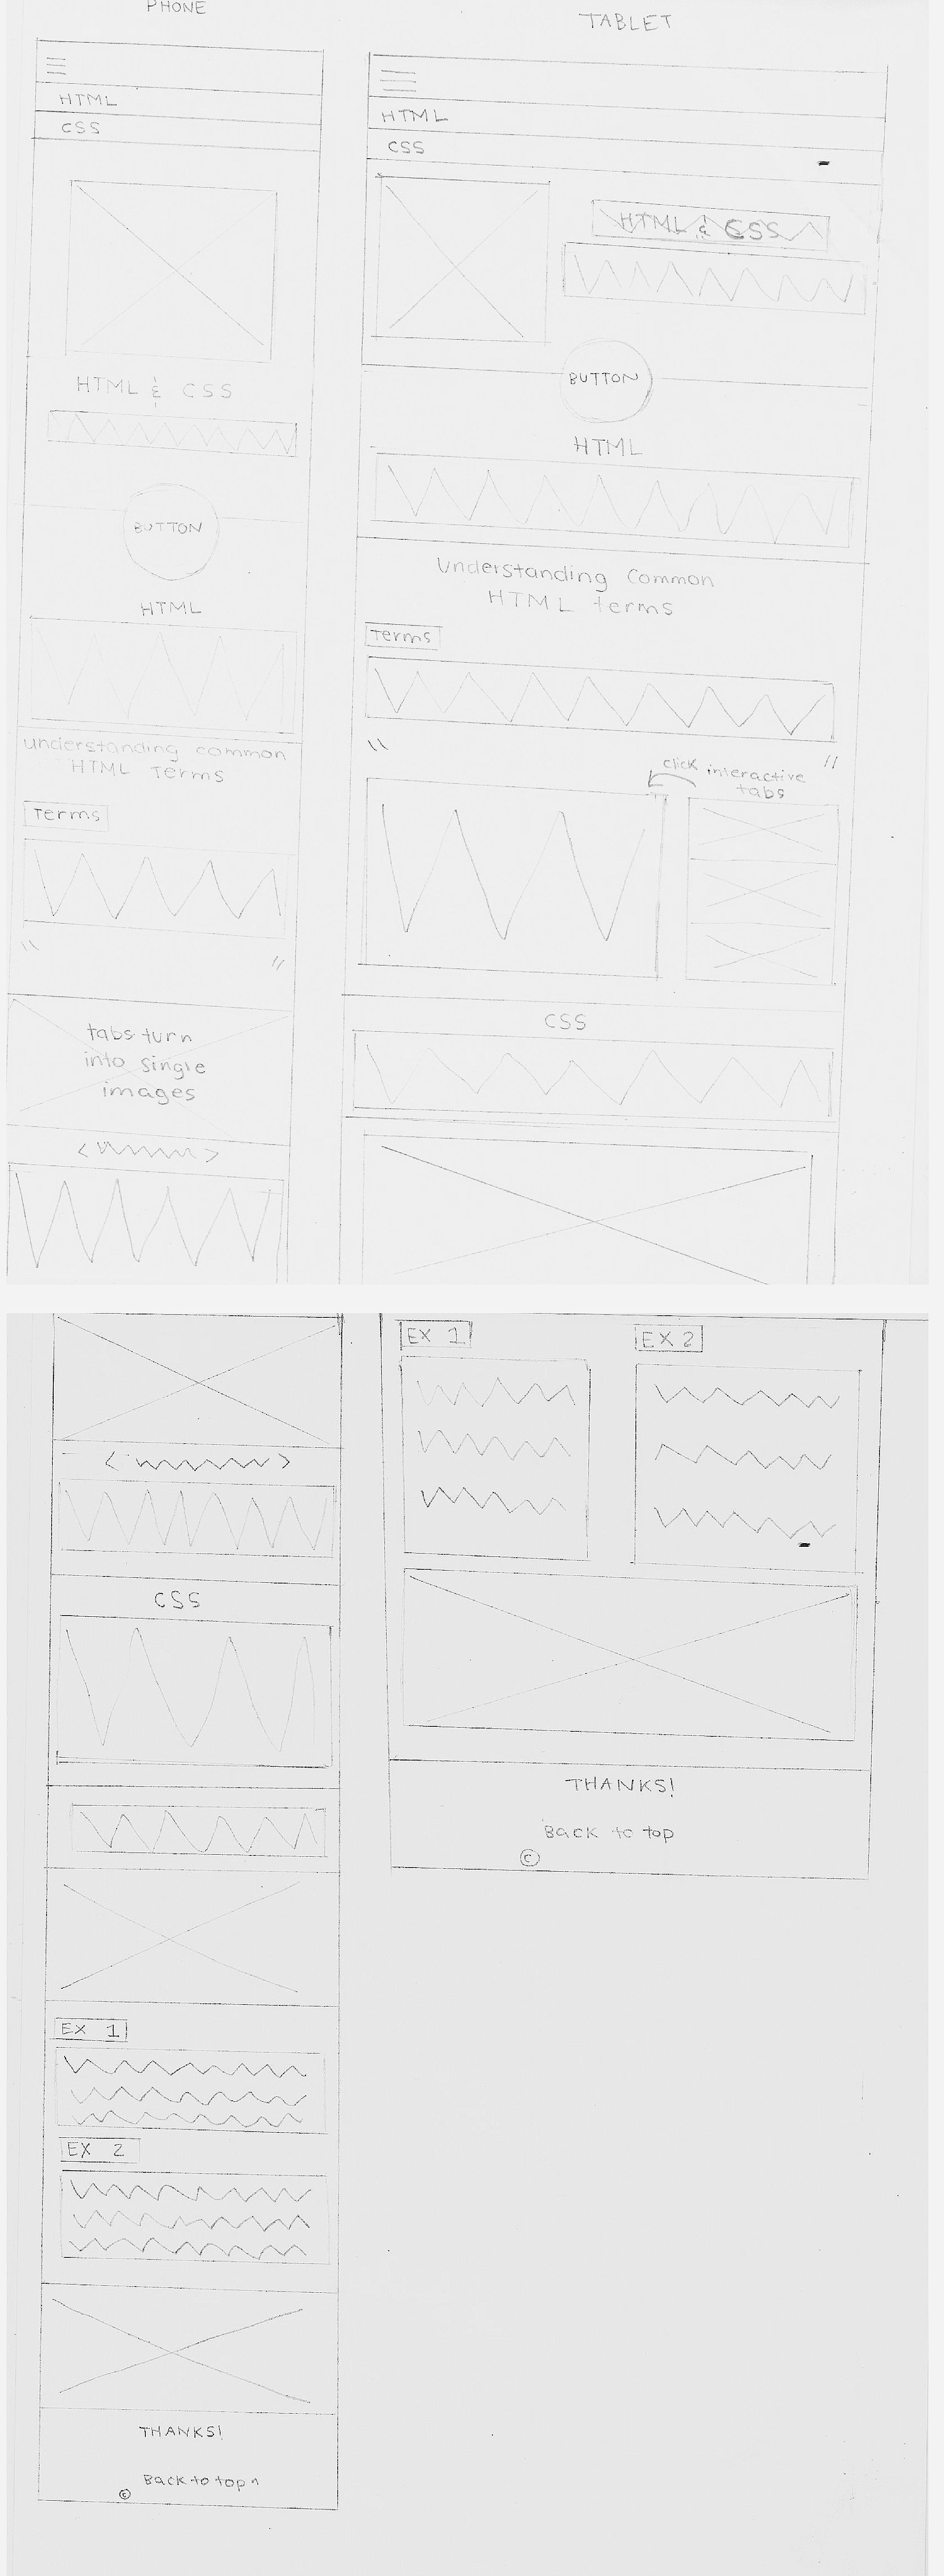 PHONE
HTML
CSS
HTML & CSS
BUTTON
HTML
understanding common
HTML Terms
Terms
tabs turn
into single
images
TABLET
HTML
CSS
HTML & CSS
BUTTON
HTML
Understanding Common
HTML terms
Terms
click interactive
tabs
CSS
CSS
EX 1
EX 2
THANKS!
Back to top ^
©
EX 1
EX 2
THANKS!
Back to top
©